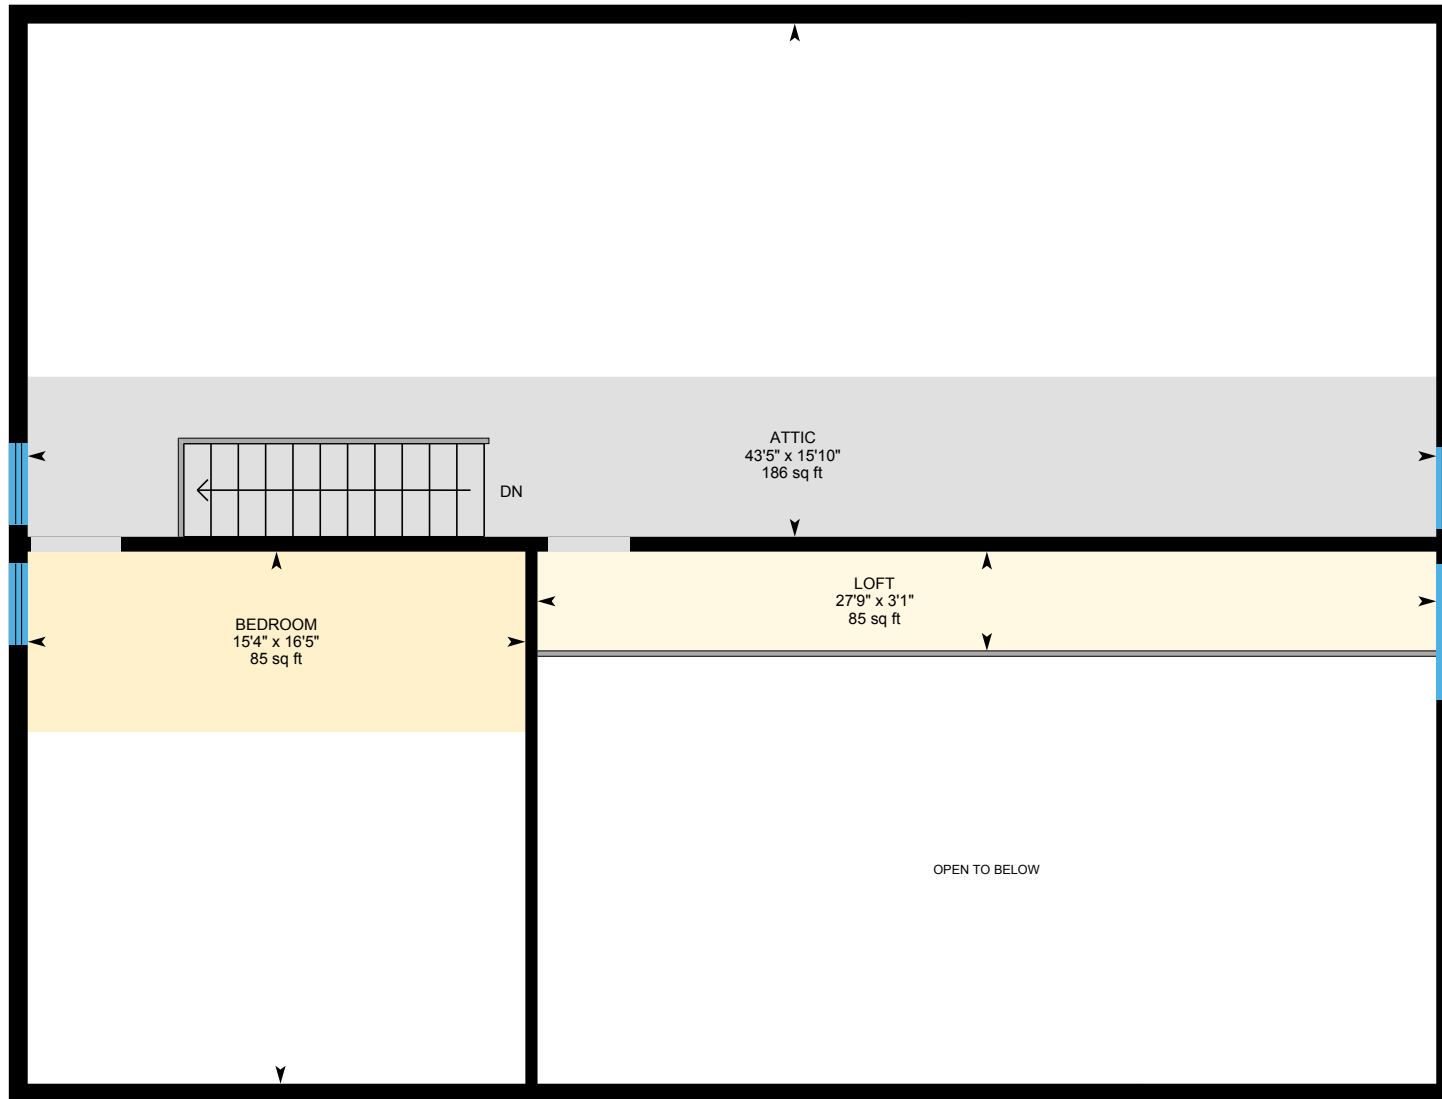 ATTIC
43'5" x 15'10"
186 sq ft
DN
LOFT
27'9" x 3'1"
85 sq ft
BEDROOM
15'4" x 16'5"
85 sq ft
OPEN TO BELOW